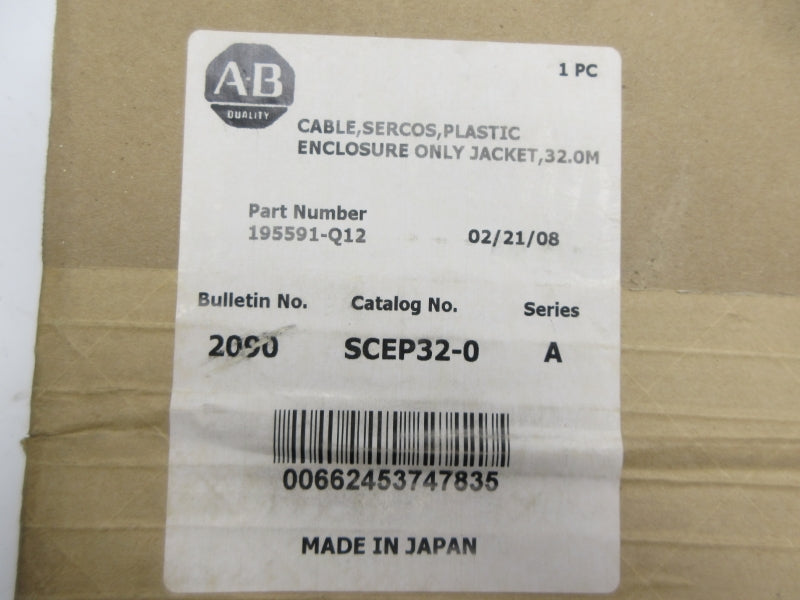 AB
QUALITY
1 PC
CABLE,SERCOS,PLASTIC
ENCLOSURE ONLY JACKET,32.0M
Part Number
195591-Q12 02/21/08
Bulletin No. Catalog No. Series
2090 SCEP32-0 A
00662453747835
MADE IN JAPAN